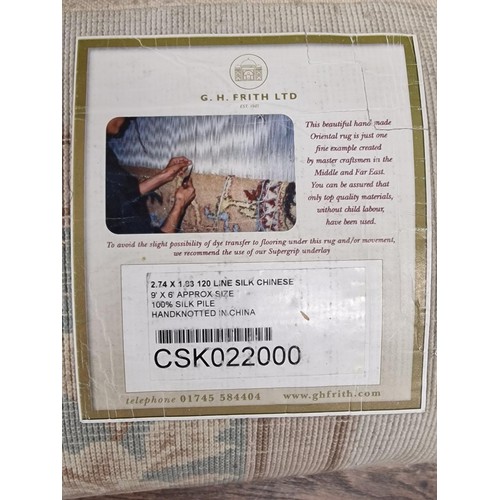 G. H. FRITH LTD
This beautiful hand made
Oriental rug is just one
fine example created
by master craftsmen in the
Middle and Far East.
You can be assured that
only top quality materials,
without child labour,
have been used.
To avoid the slight possibility of dye transfer to flooring under this rug and/or movement,
we recommend the use of our Supergrip underlay
2.74 X 1.83 120 LINE SILK CHINESE
9' X 6' APPROX SIZE
100% SILK PILE
HANDKNOTTED IN CHINA
CSK022000
telephone 01745 584404 www.ghfrith.com